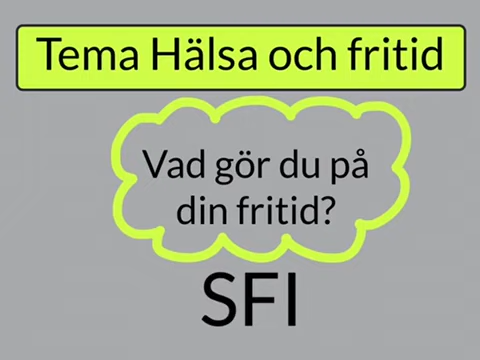 Tema Hälsa och fritid
Vad gör du på
din fritid?
SFI